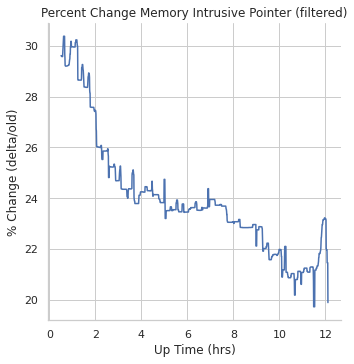 Percent Change Memory Intrusive Pointer (filtered)
% Change (delta/old)
30
28
26
24
22
20
0 2 4 6 8 10 12
Up Time (hrs)